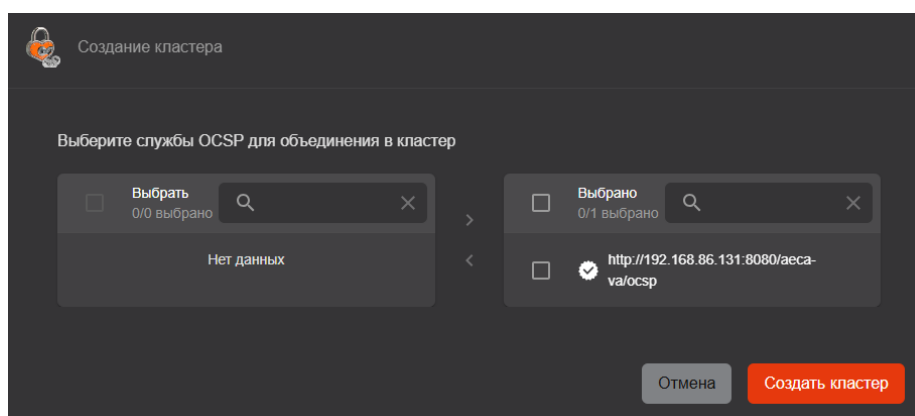 Создание кластера
Выберите службы OCSP для объединения в кластер
Выбрать
0/0 выбрано
Нет данных
Выбрано
0/1 выбрано
http://192.168.86.131:8080/aeca-
va/ocsp
Отмена
Создать кластер